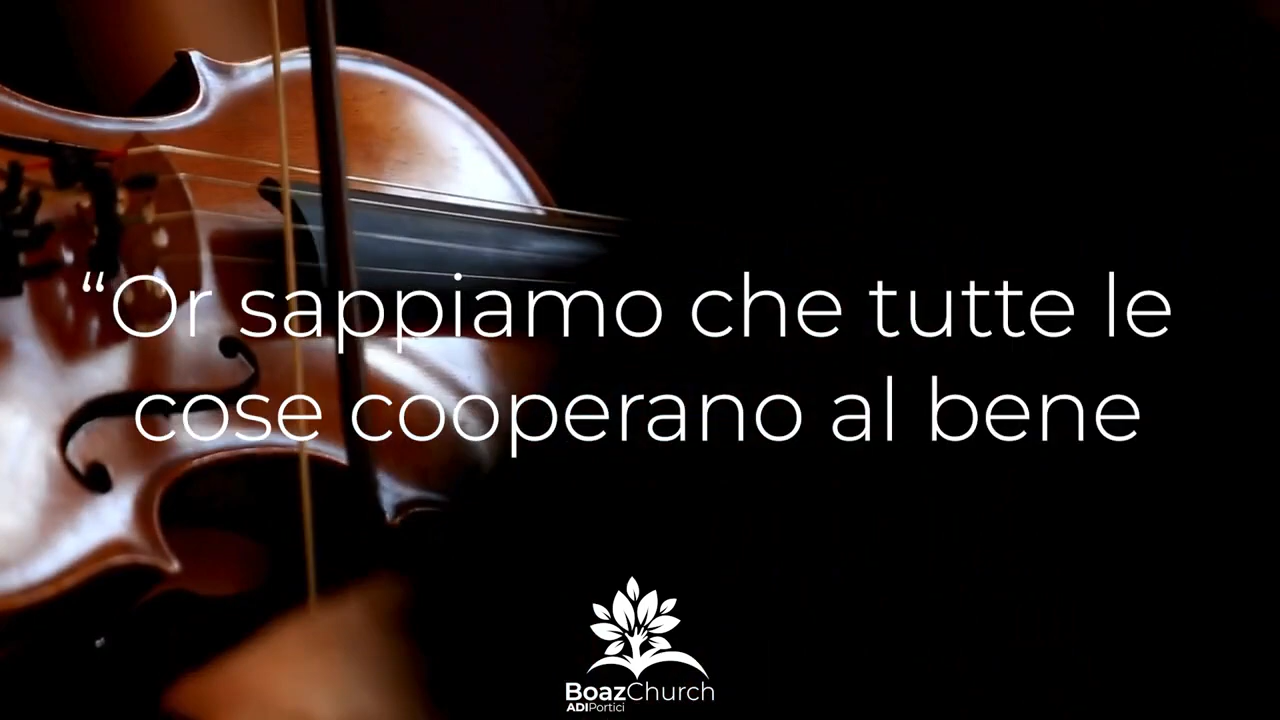 “Or sappiamo che tutte le
cose cooperano al bene
BoazChurch
ADIPortici